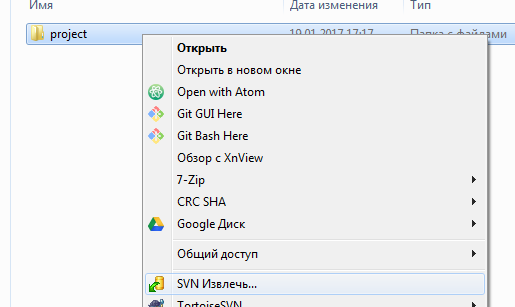 Имя Дата изменения Тип
project 19.01.2017 17:17 Папка с файлами
Открыть
Открыть в новом окне
Open with Atom
Git GUI Here
Git Bash Here
Обзор с XnView
7-Zip
CRC SHA
Google Диск
Общий доступ
SVN Извлечь...
TortoiseSVN